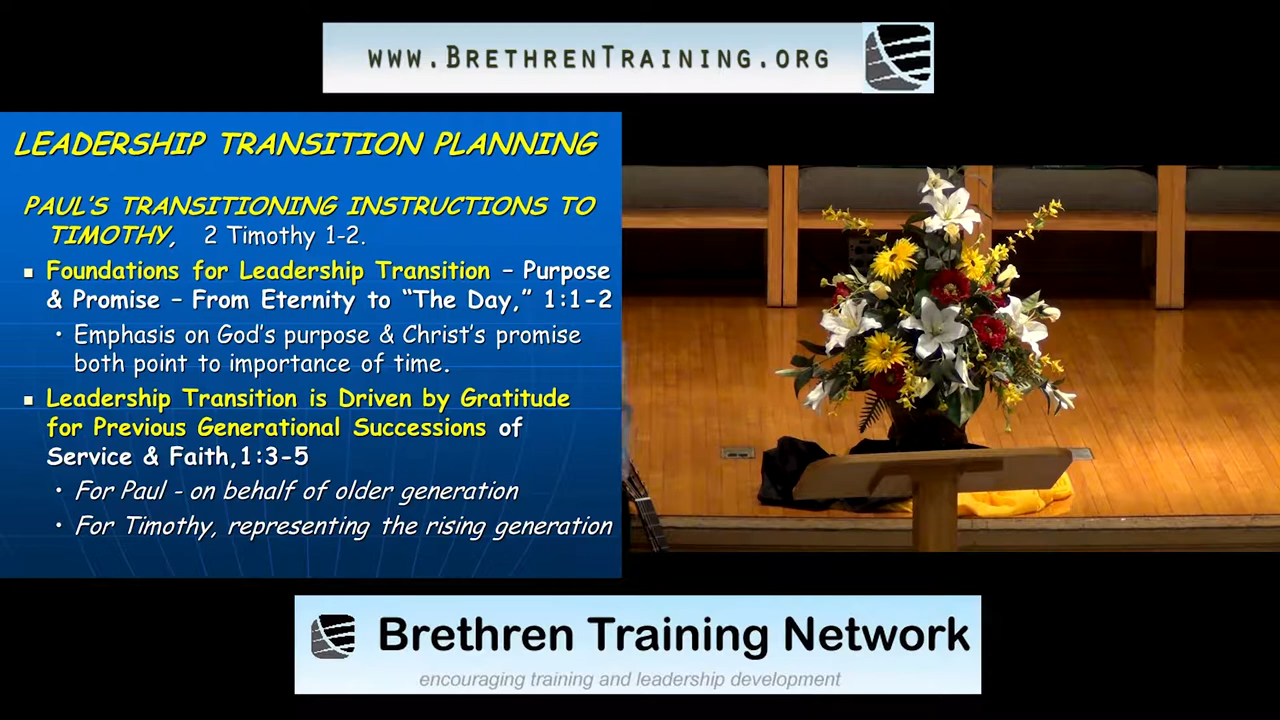 www.BrethrenTraining.org
LEADERSHIP TRANSITION PLANNING
PAUL'S TRANSITIONING INSTRUCTIONS TO
TIMOTHY, 2 Timothy 1-2.
Foundations for Leadership Transition – Purpose
& Promise – From Eternity to “The Day,” 1:1-2
• Emphasis on God's purpose & Christ's promise
both point to importance of time.
Leadership Transition is Driven by Gratitude
for Previous Generational Successions of
Service & Faith,1:3-5
• For Paul - on behalf of older generation
• For Timothy, representing the rising generation
Brethren Training Network
encouraging training and leadership development